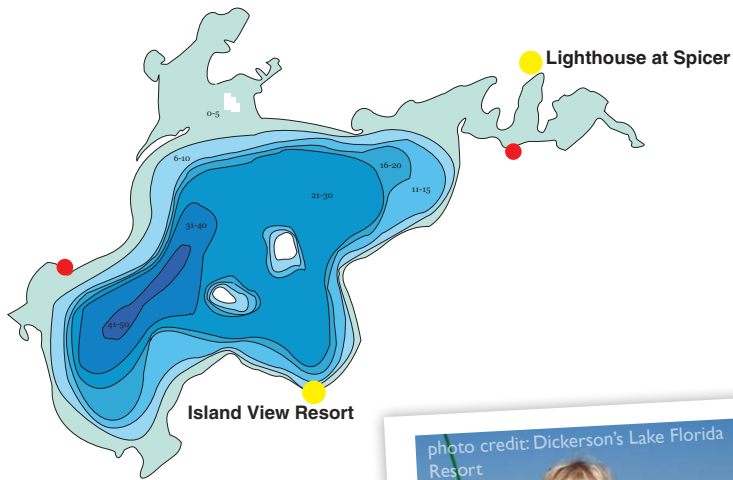 Lighthouse at Spicer
0-5
6-10
16-20
11-15
21-30
31-40
41-50
Island View Resort
photo credit: Dickerson's Lake Florida
Resort